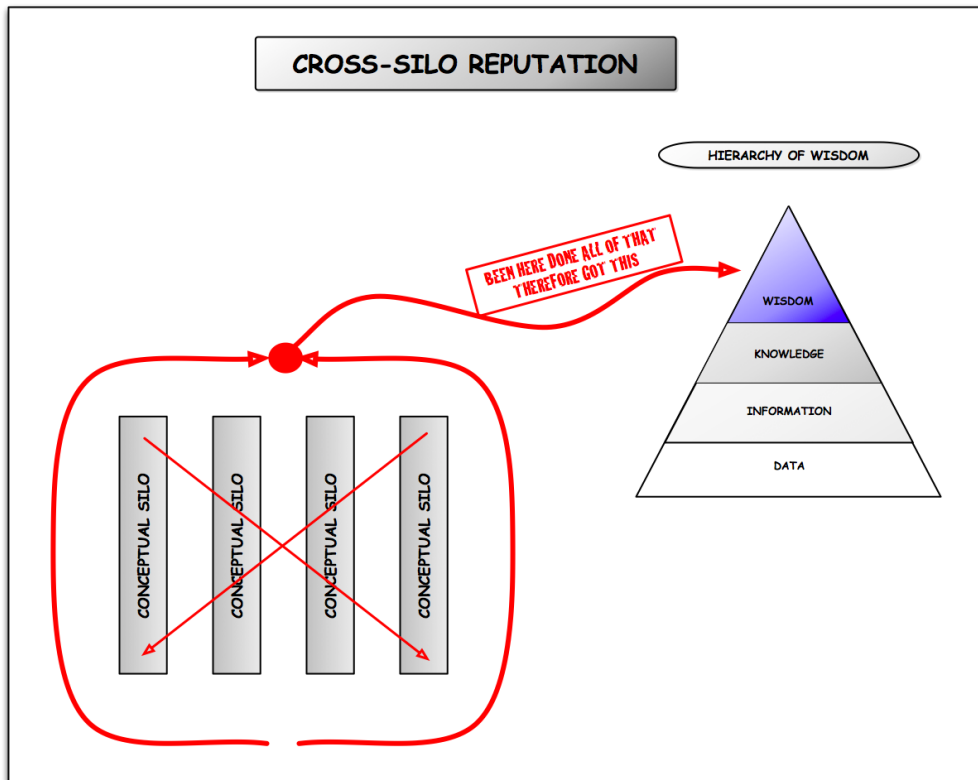 CROSS-SILO REPUTATION
HIERARCHY OF WISDOM
BEEN HERE DONE ALL OF THAT
THEREFORE GOT THIS
WISDOM
KNOWLEDGE
INFORMATION
DATA
CONCEPTUAL SILO
CONCEPTUAL SILO
CONCEPTUAL SILO
CONCEPTUAL SILO